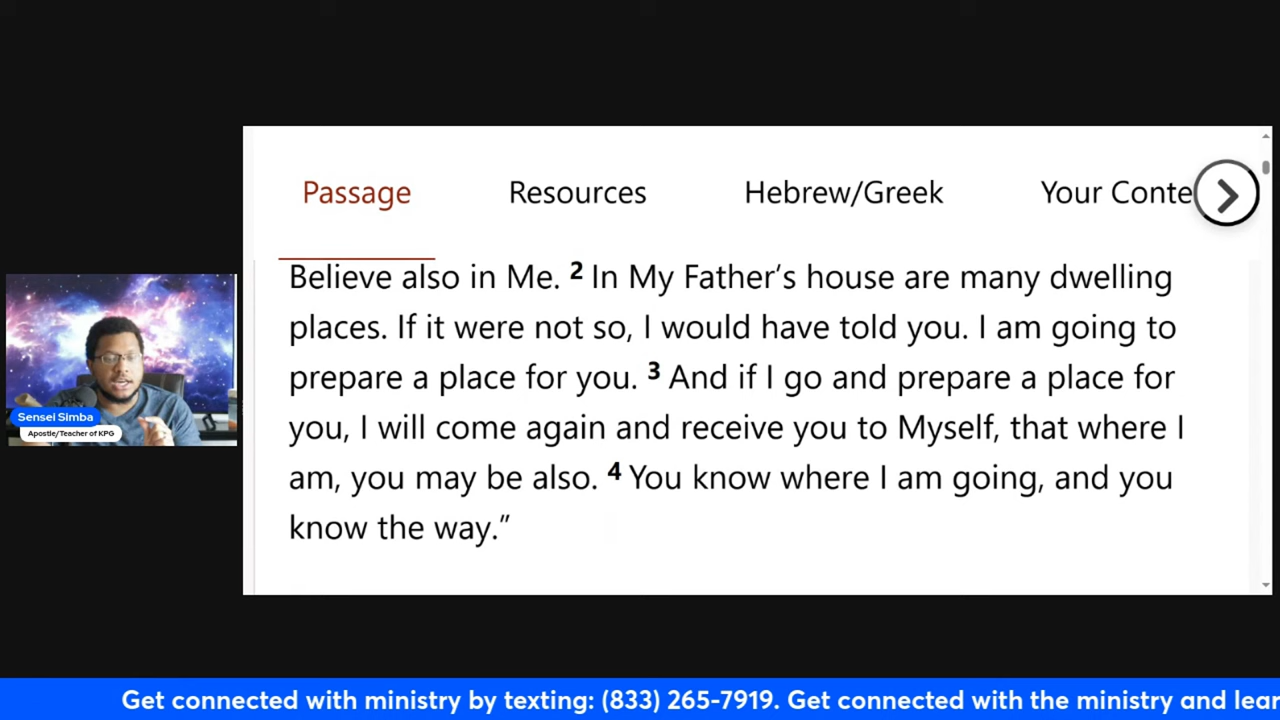 Passage
Resources
Hebrew/Greek
Your Conte
Believe also in Me. 2 In My Father’s house are many dwelling
places. If it were not so, I would have told you. I am going to
prepare a place for you. 3 And if I go and prepare a place for
you, I will come again and receive you to Myself, that where I
am, you may be also. 4 You know where I am going, and you
know the way.”
Sensei Simba
Apostle/Teacher of KPG
Get connected with ministry by texting: (833) 265-7919. Get connected with the ministry and lear